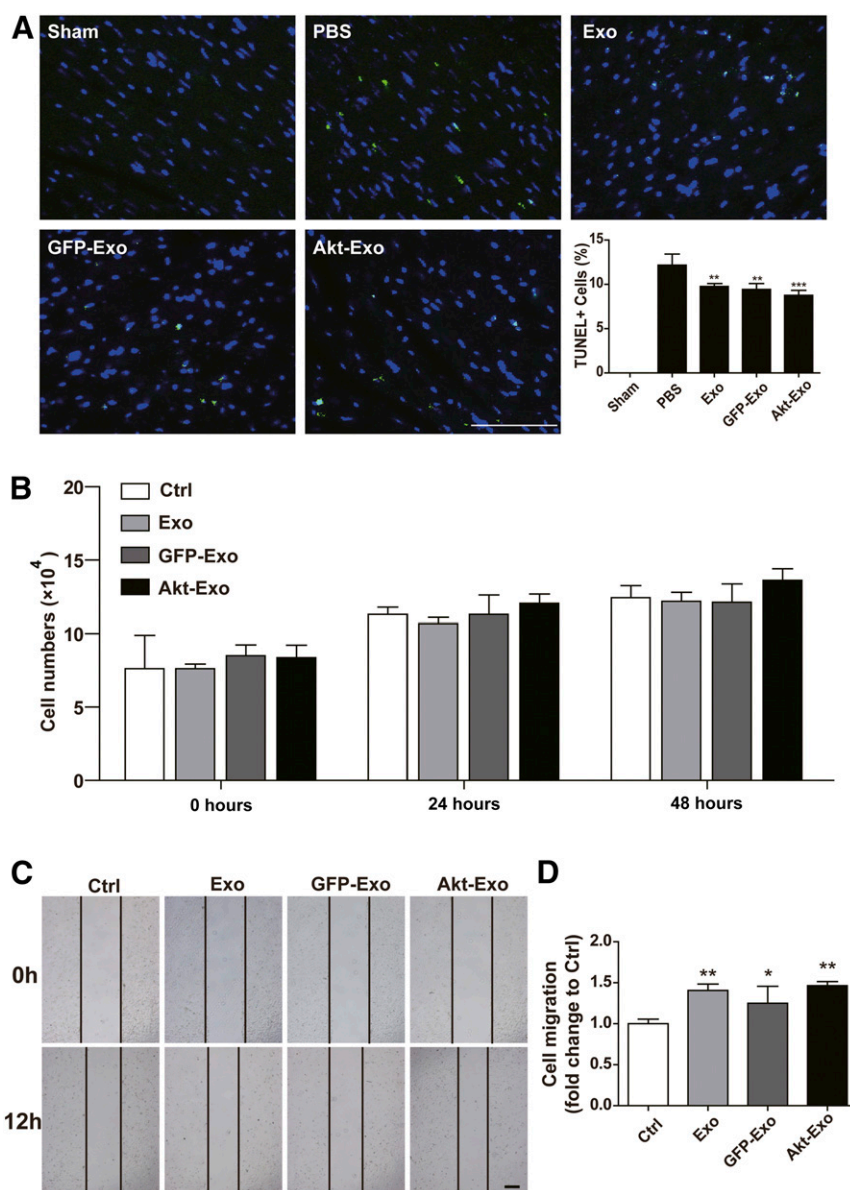 A
Sham
PBS
Exo
GFP-Exo
Akt-Exo
TUNEL+ Cells (%)
15
10
5
0
**
**
***
Sham
PBS
Exo
GFP-Exo
Akt-Exo
B
Cell numbers (×10⁴)
20
15
10
5
0
Ctrl
Exo
GFP-Exo
Akt-Exo
0 hours
24 hours
48 hours
C
Ctrl
Exo
GFP-Exo
Akt-Exo
0h
12h
D
Cell migration
(fold change to Ctrl)
2.0
1.5
1.0
0.5
0.0
**
*
**
Ctrl
Exo
GFP-Exo
Akt-Exo